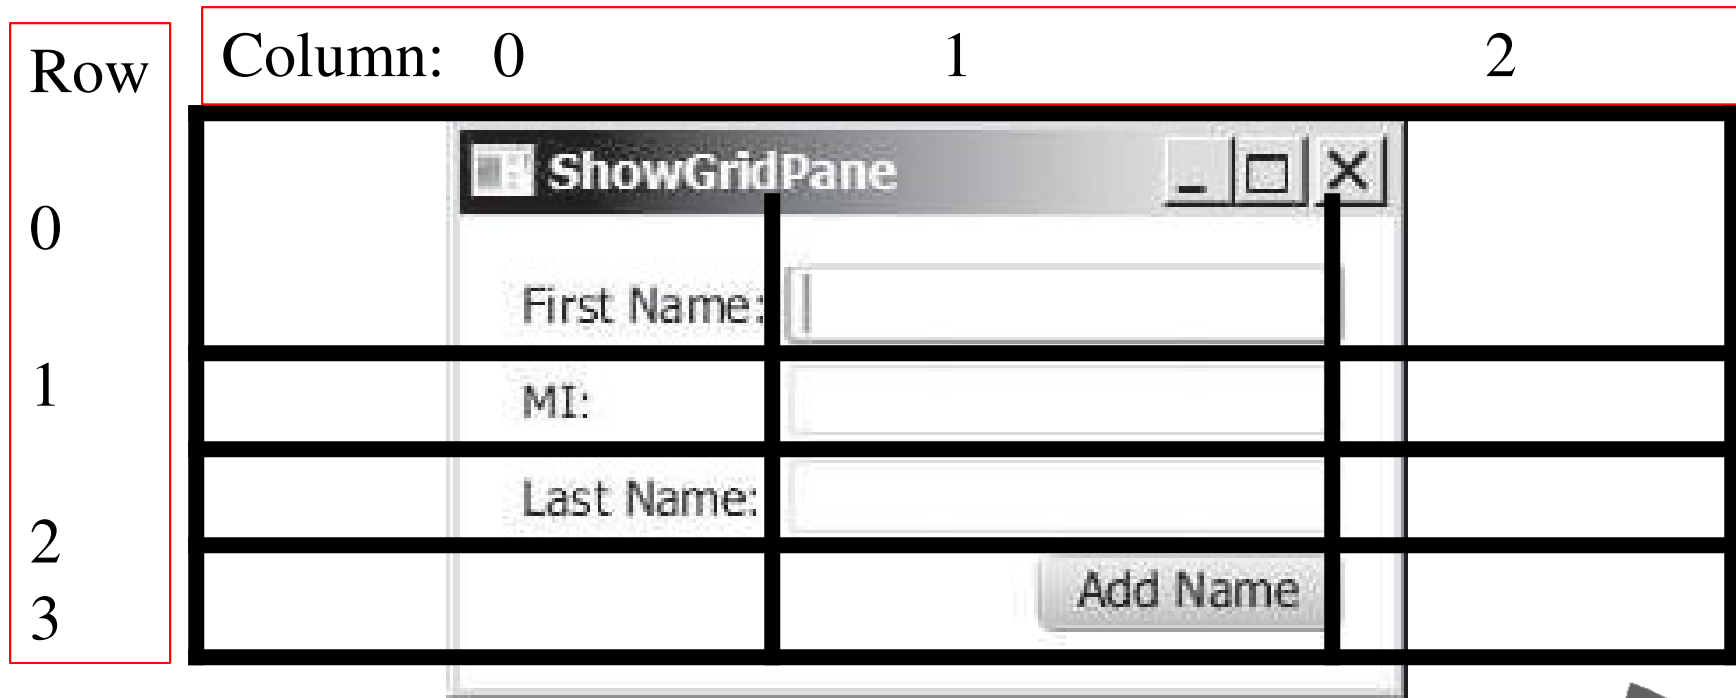 Row Column: 0 1 2
ShowGridPane
0
First Name:
1
MI:
Last Name:
2
Add Name
3